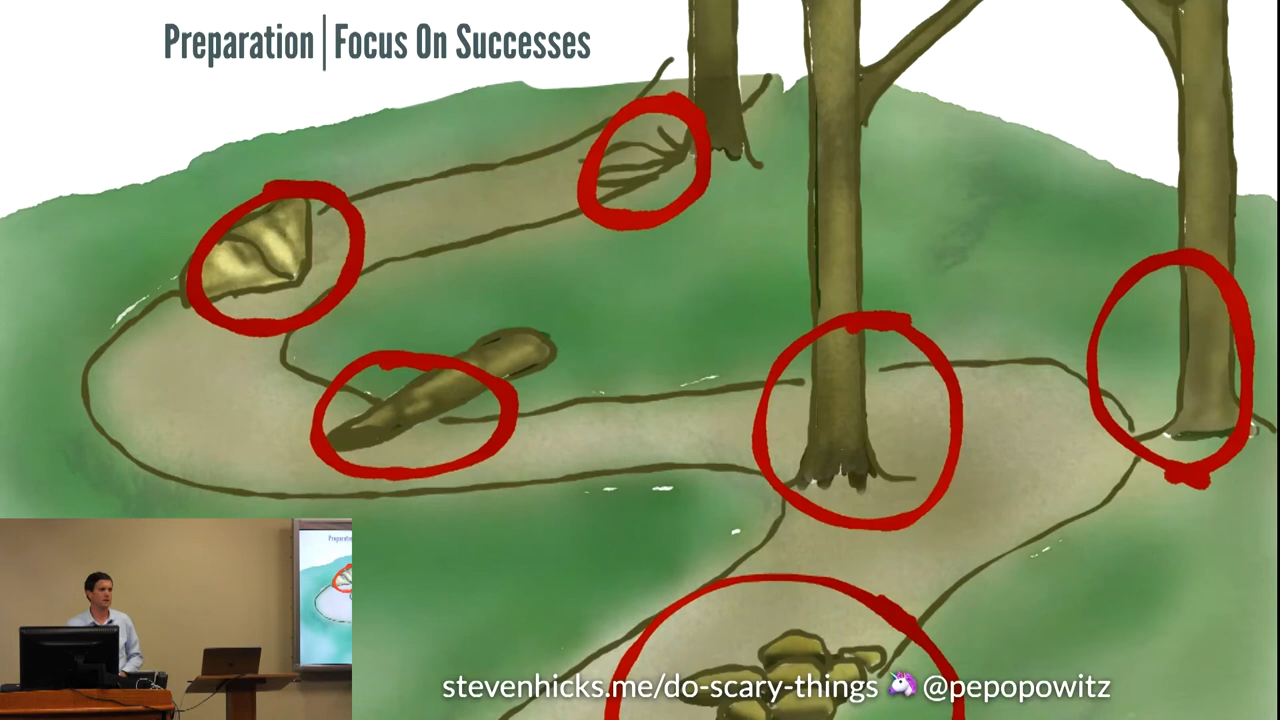 Preparation|Focus On Successes
stevenhicks.me/do-scary-things 🦄 @pepopowitz